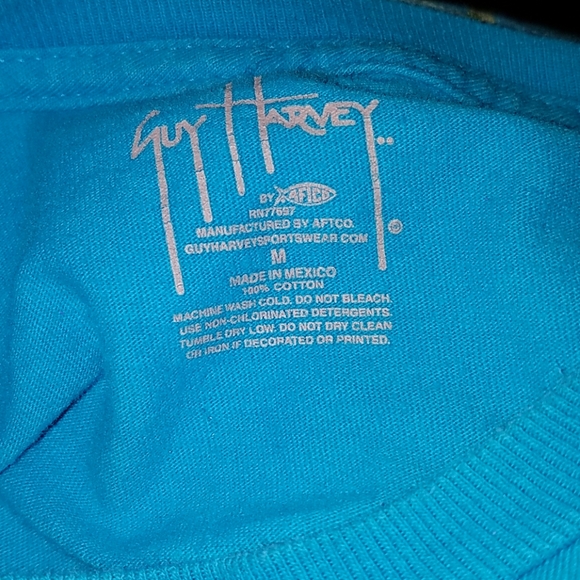 GUY HARVEY
BY AFTCO
RN77697
MANUFACTURED BY AFTCO.
GUYHARVEYSPORTSWEAR.COM
M
MADE IN MEXICO
100% COTTON
MACHINE WASH COLD. DO NOT BLEACH.
USE NON-CHLORINATED DETERGENTS.
TUMBLE DRY LOW. DO NOT DRY CLEAN
OR IRON IF DECORATED OR PRINTED.